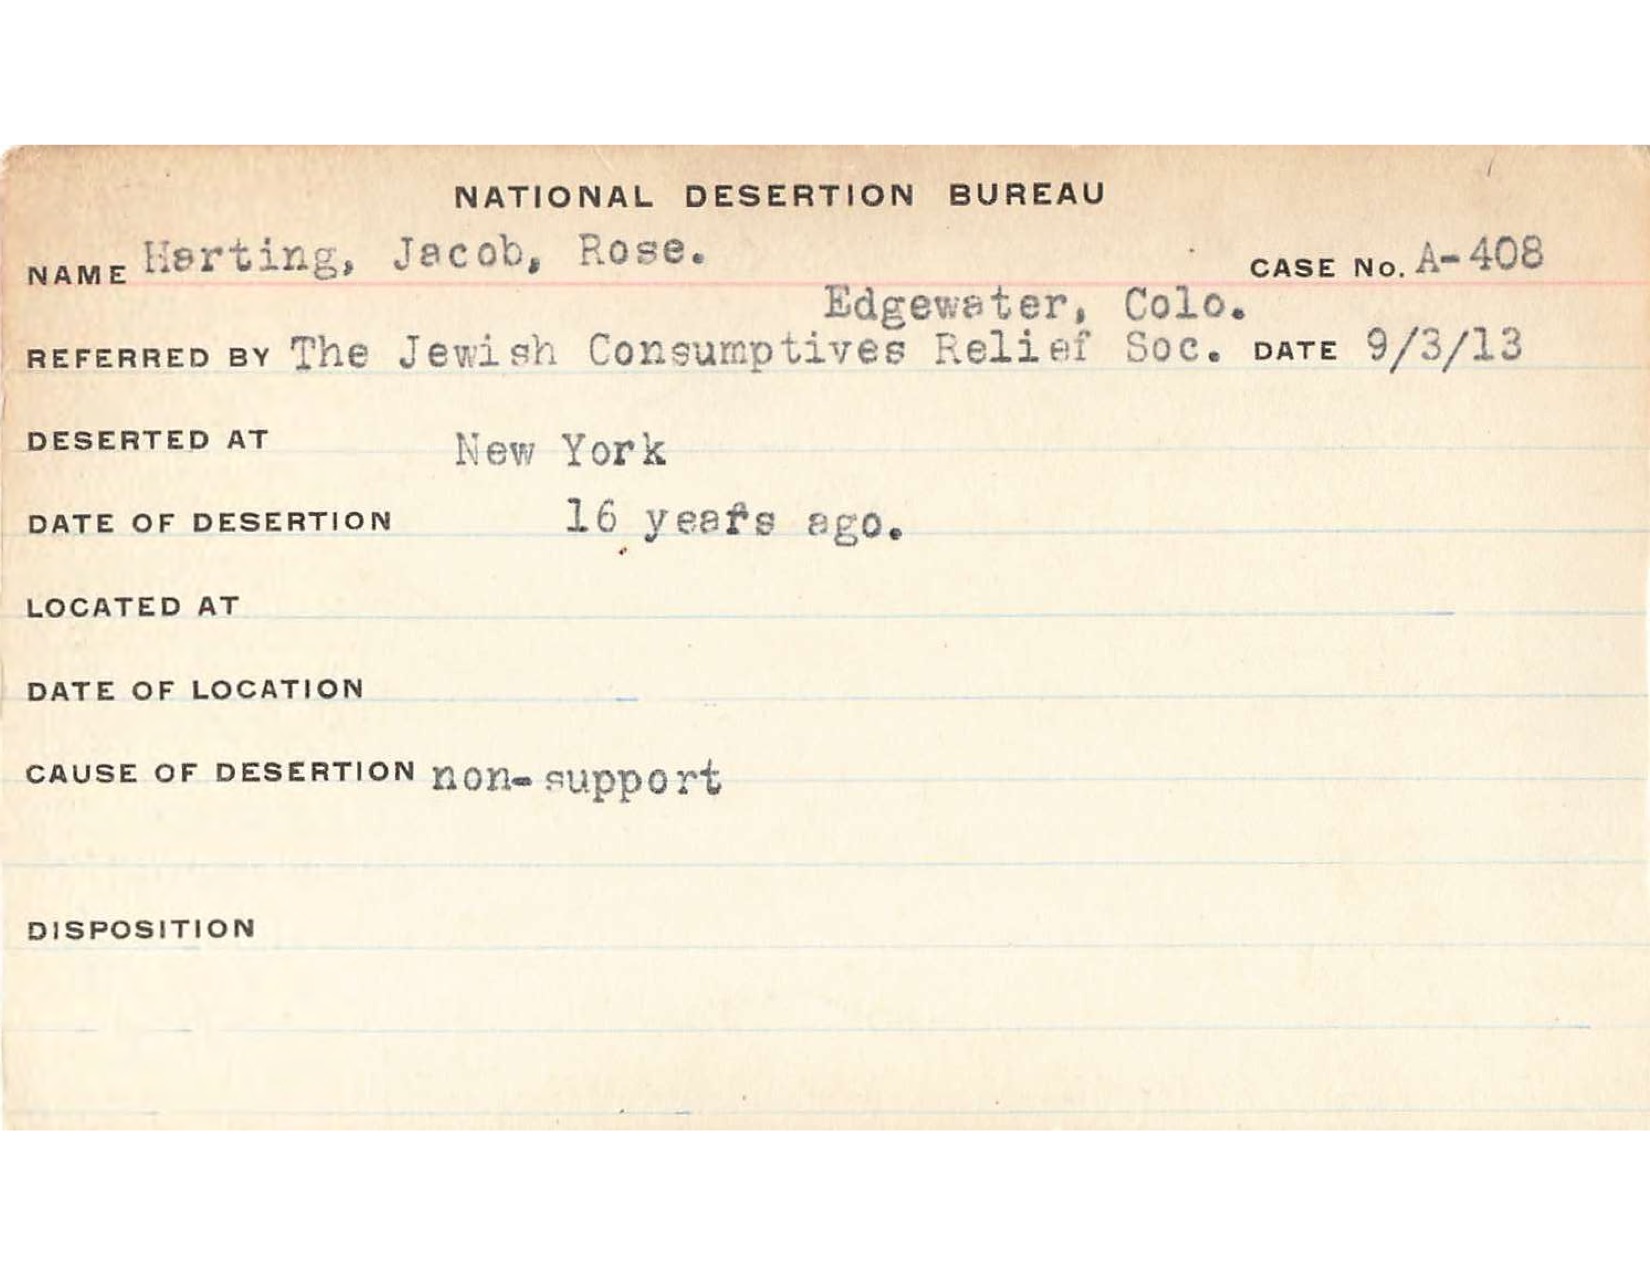 NATIONAL DESERTION BUREAU
NAME Harting, Jacob, Rose. CASE No. A-408
Edgewater, Colo.
REFERRED BY The Jewish Consumptives Relief Soc. DATE 9/3/13
DESERTED AT New York
DATE OF DESERTION 16 years ago.
LOCATED AT
DATE OF LOCATION
CAUSE OF DESERTION non-support
DISPOSITION